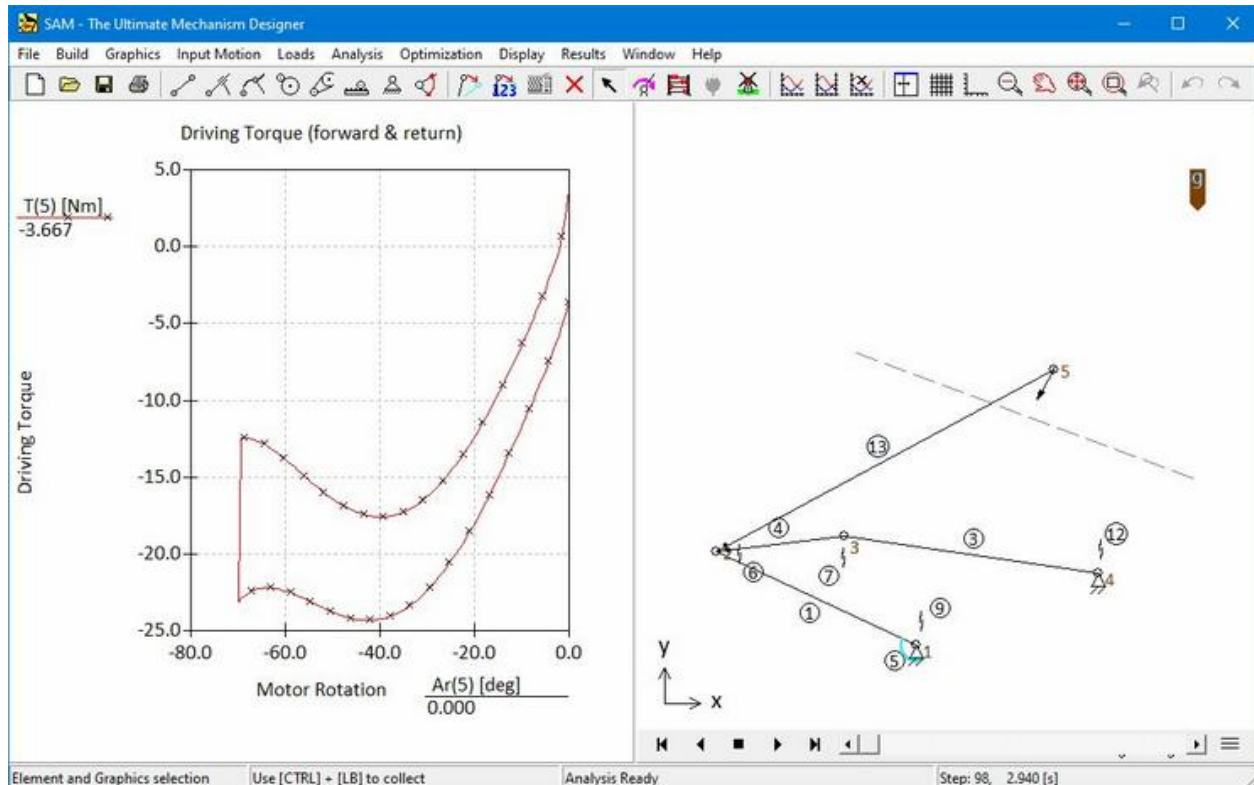 SAM - The Ultimate Mechanism Designer
File Build Graphics Input Motion Loads Analysis Optimization Display Results Window Help
123
Driving Torque (forward & return)
T(5) [Nm]
-3.667
5.0
0.0
-5.0
-10.0
-15.0
-20.0
-25.0
Driving Torque
-80.0 -60.0 -40.0 -20.0 0.0
Motor Rotation
Ar(5) [deg]
0.000
g
5
13
4
3
12
2
3
6
7
4
1
9
5
1
y
x
Element and Graphics selection Use [CTRL] + [LB] to collect Analysis Ready Step: 98, 2.940 [s]